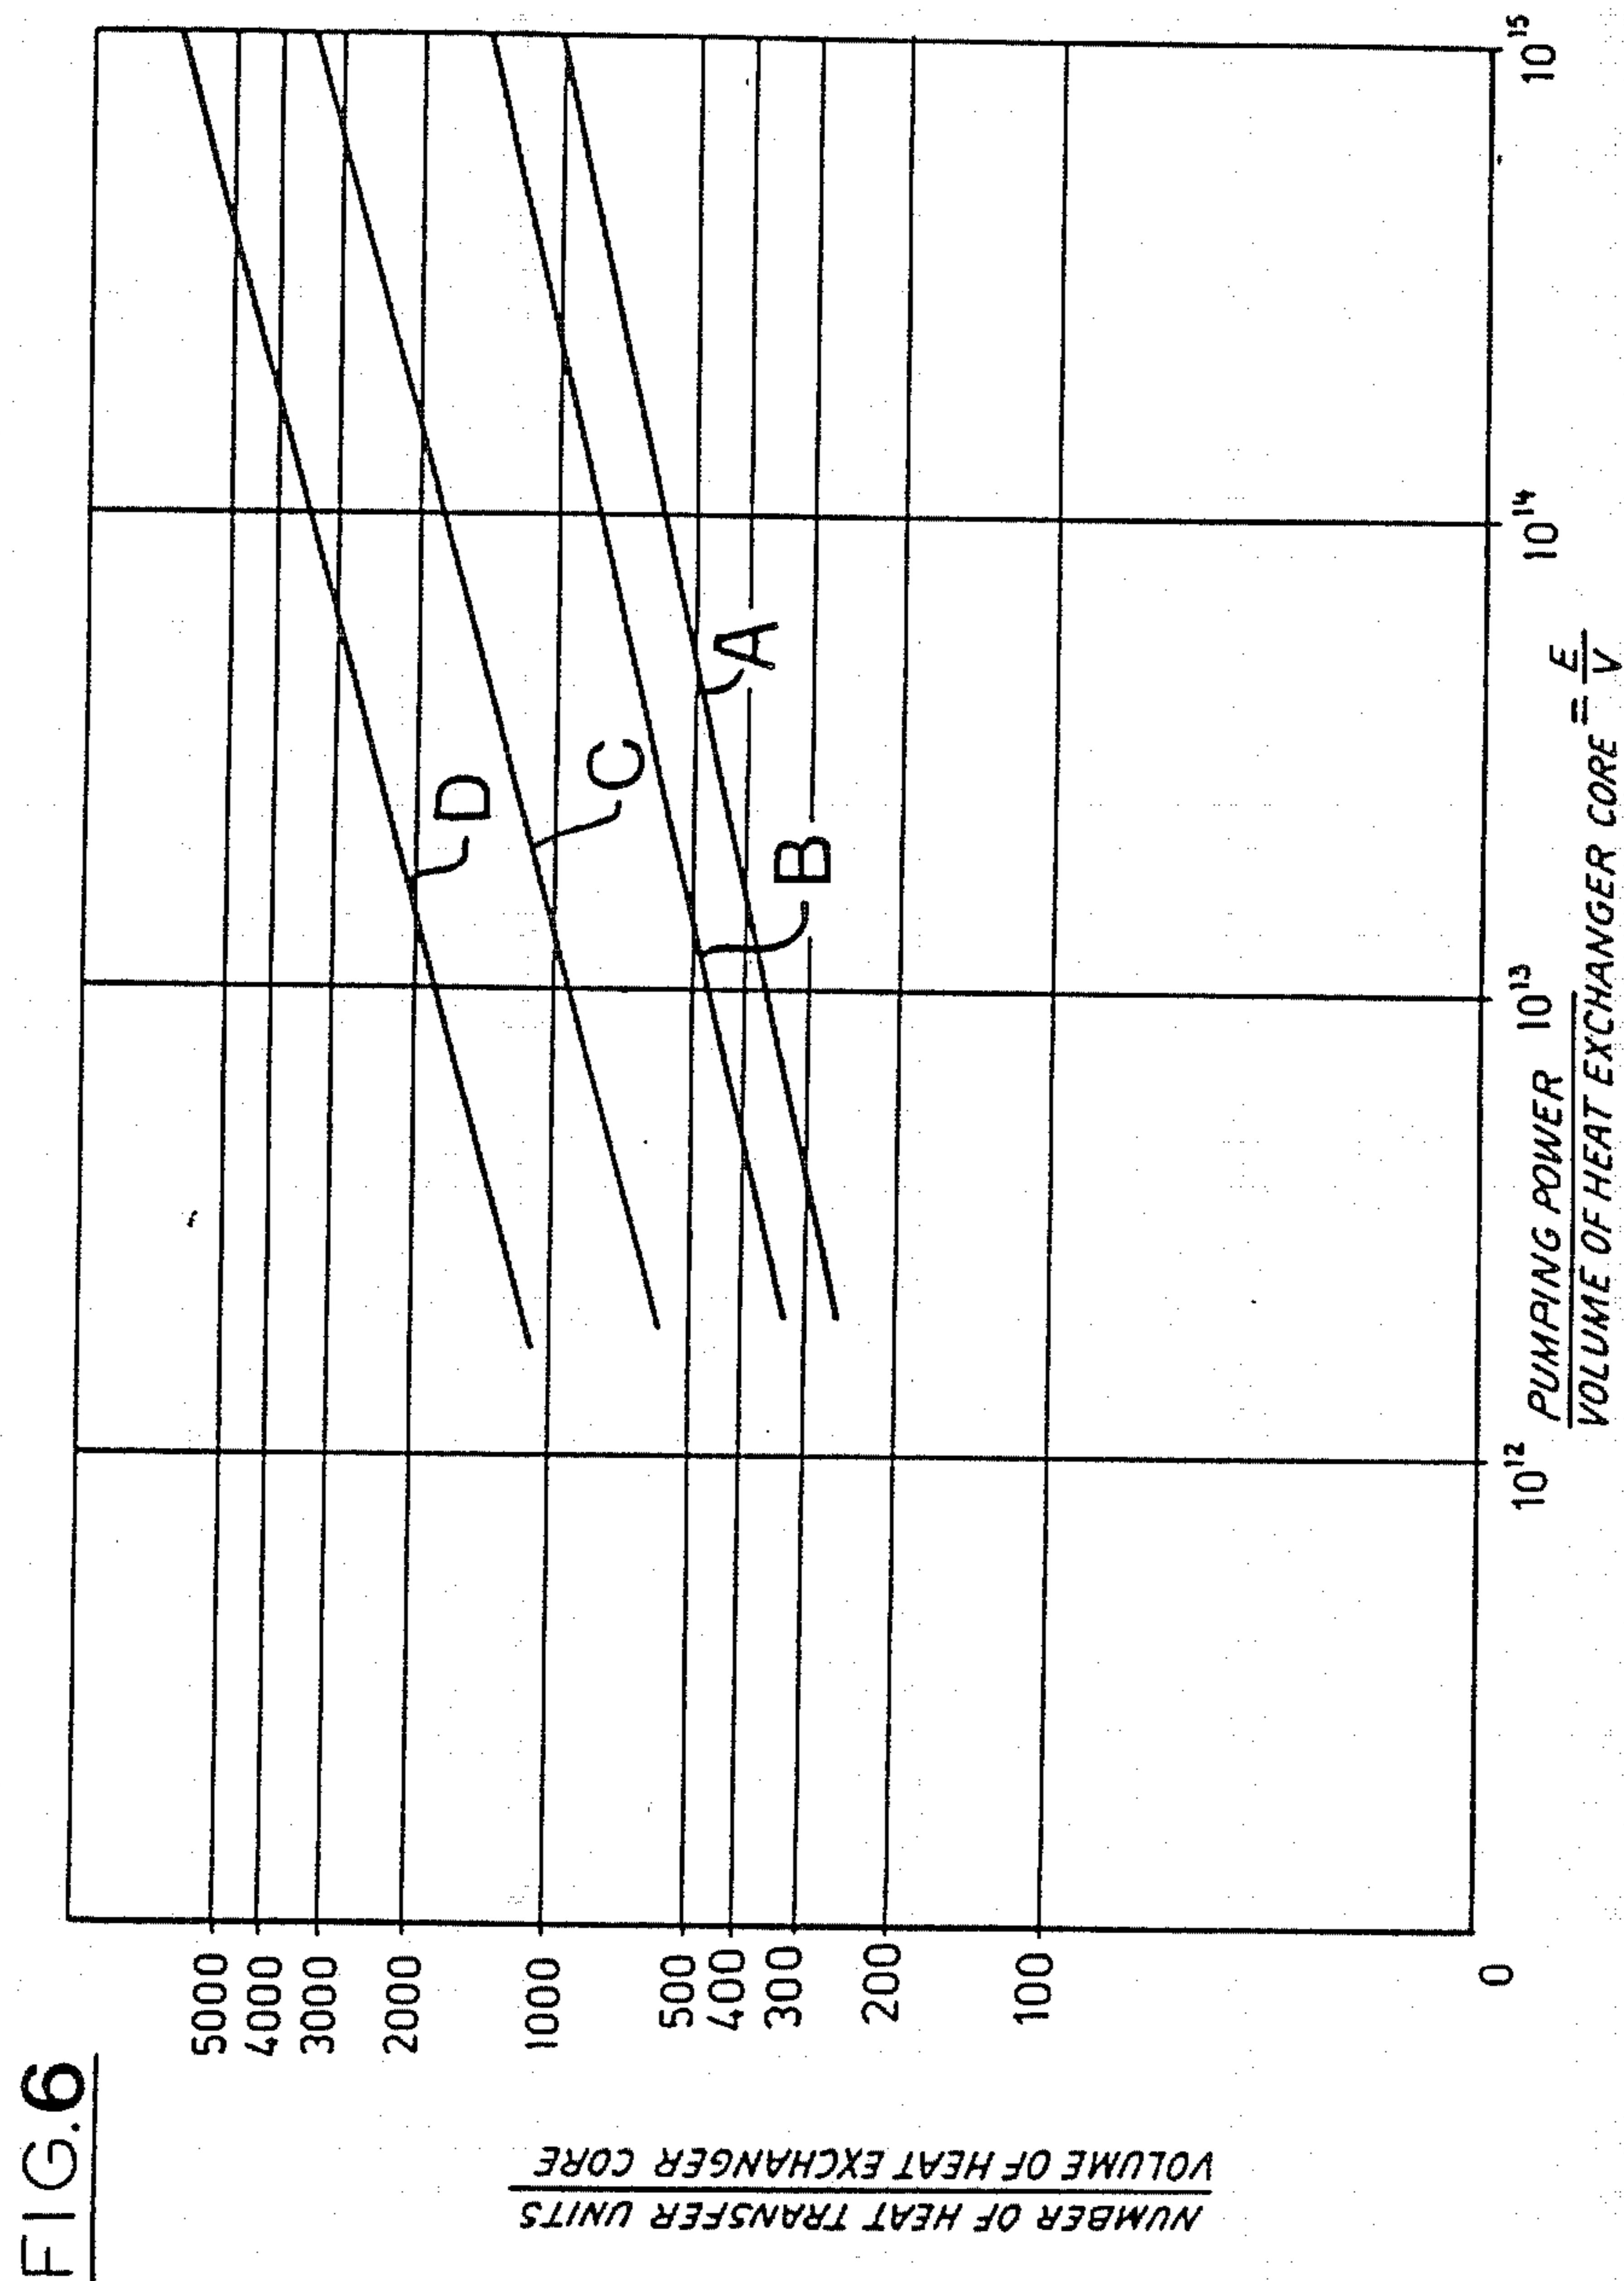 FIG.6
NUMBER OF HEAT TRANSFER UNITS
VOLUME OF HEAT EXCHANGER CORE
5000
4000
3000
2000
1000
500
400
300
200
100
0
D
C
B
A
10¹²
10¹³
10¹⁴
10¹⁵
PUMPING POWER
VOLUME OF HEAT EXCHANGER CORE = E/V